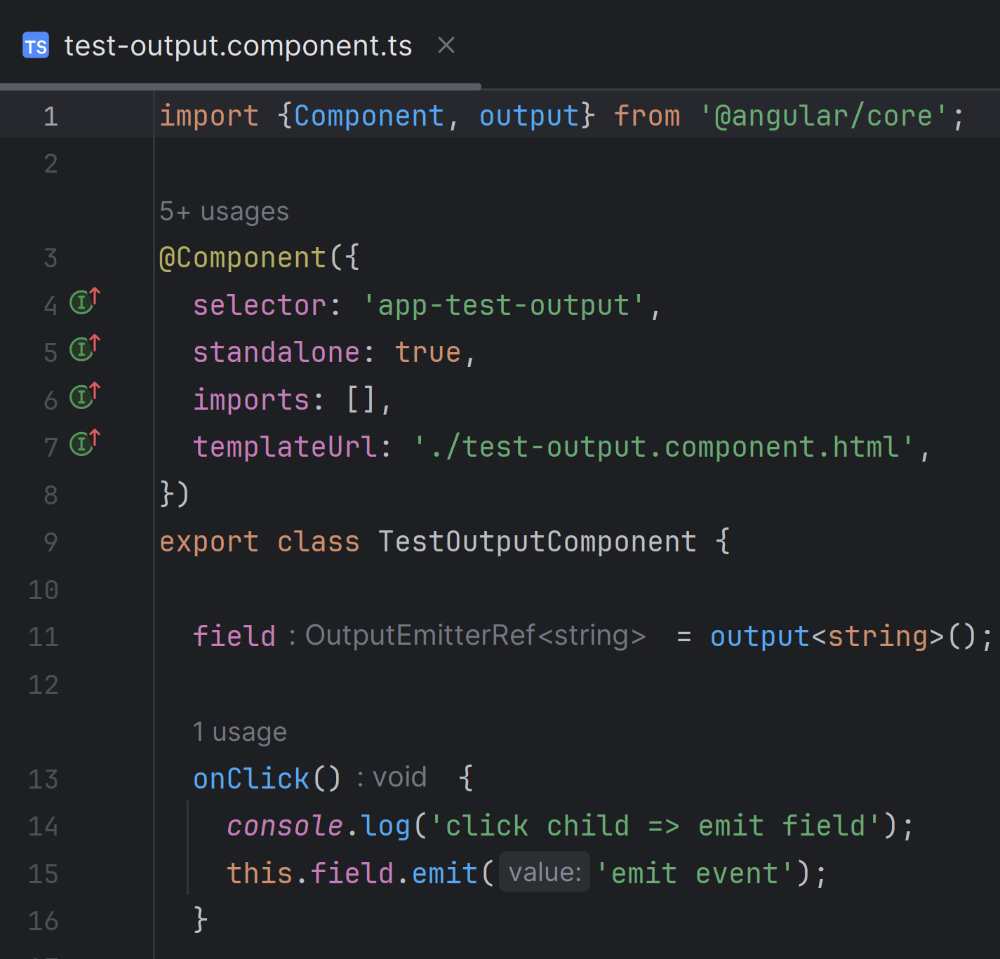 TS test-output.component.ts
1 import {Component, output} from '@angular/core';
2
5+ usages
3 @Component({
4 selector: 'app-test-output',
5 standalone: true,
6 imports: [],
7 templateUrl: './test-output.component.html',
8 })
9 export class TestOutputComponent {
10
11 field : OutputEmitterRef<string> = output<string>();
12
1 usage
13 onClick() : void {
14 console.log('click child => emit field');
15 this.field.emit( value: 'emit event');
16 }